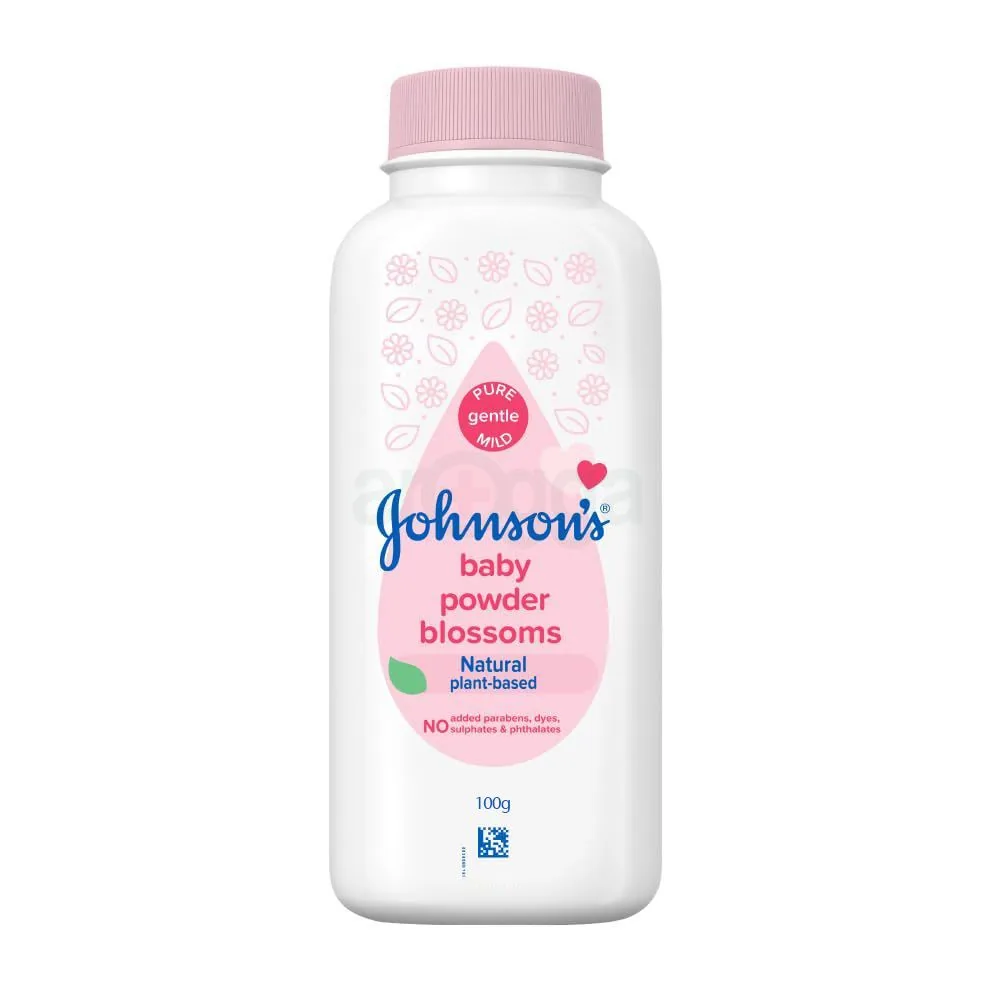 PURE
gentle
MILD
Johnson's®
baby
powder
blossoms
Natural
plant-based
NO added parabens, dyes,
sulphates & phthalates
100g